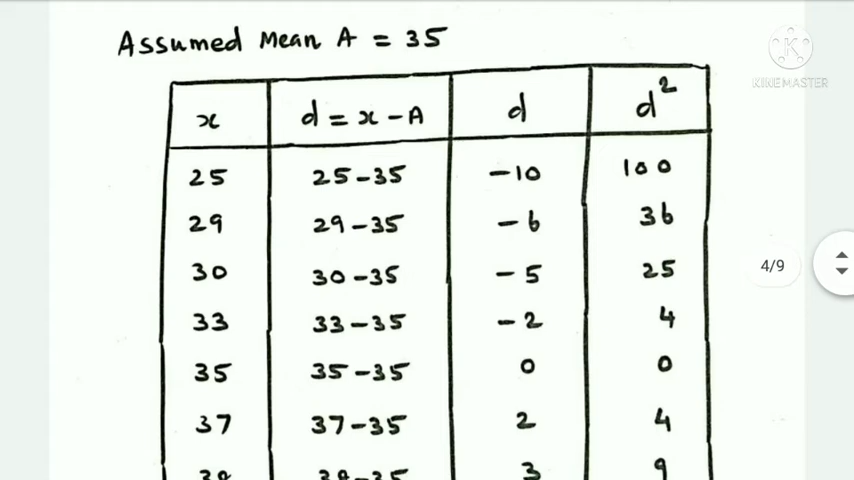 Assumed Mean A = 35
K
KINEMASTER
x d = x - A d d²
25 25-35 -10 100
29 29-35 -6 36
30 30-35 -5 25
4/9
33 33-35 -2 4
35 35-35 0 0
37 37-35 2 4
3 9